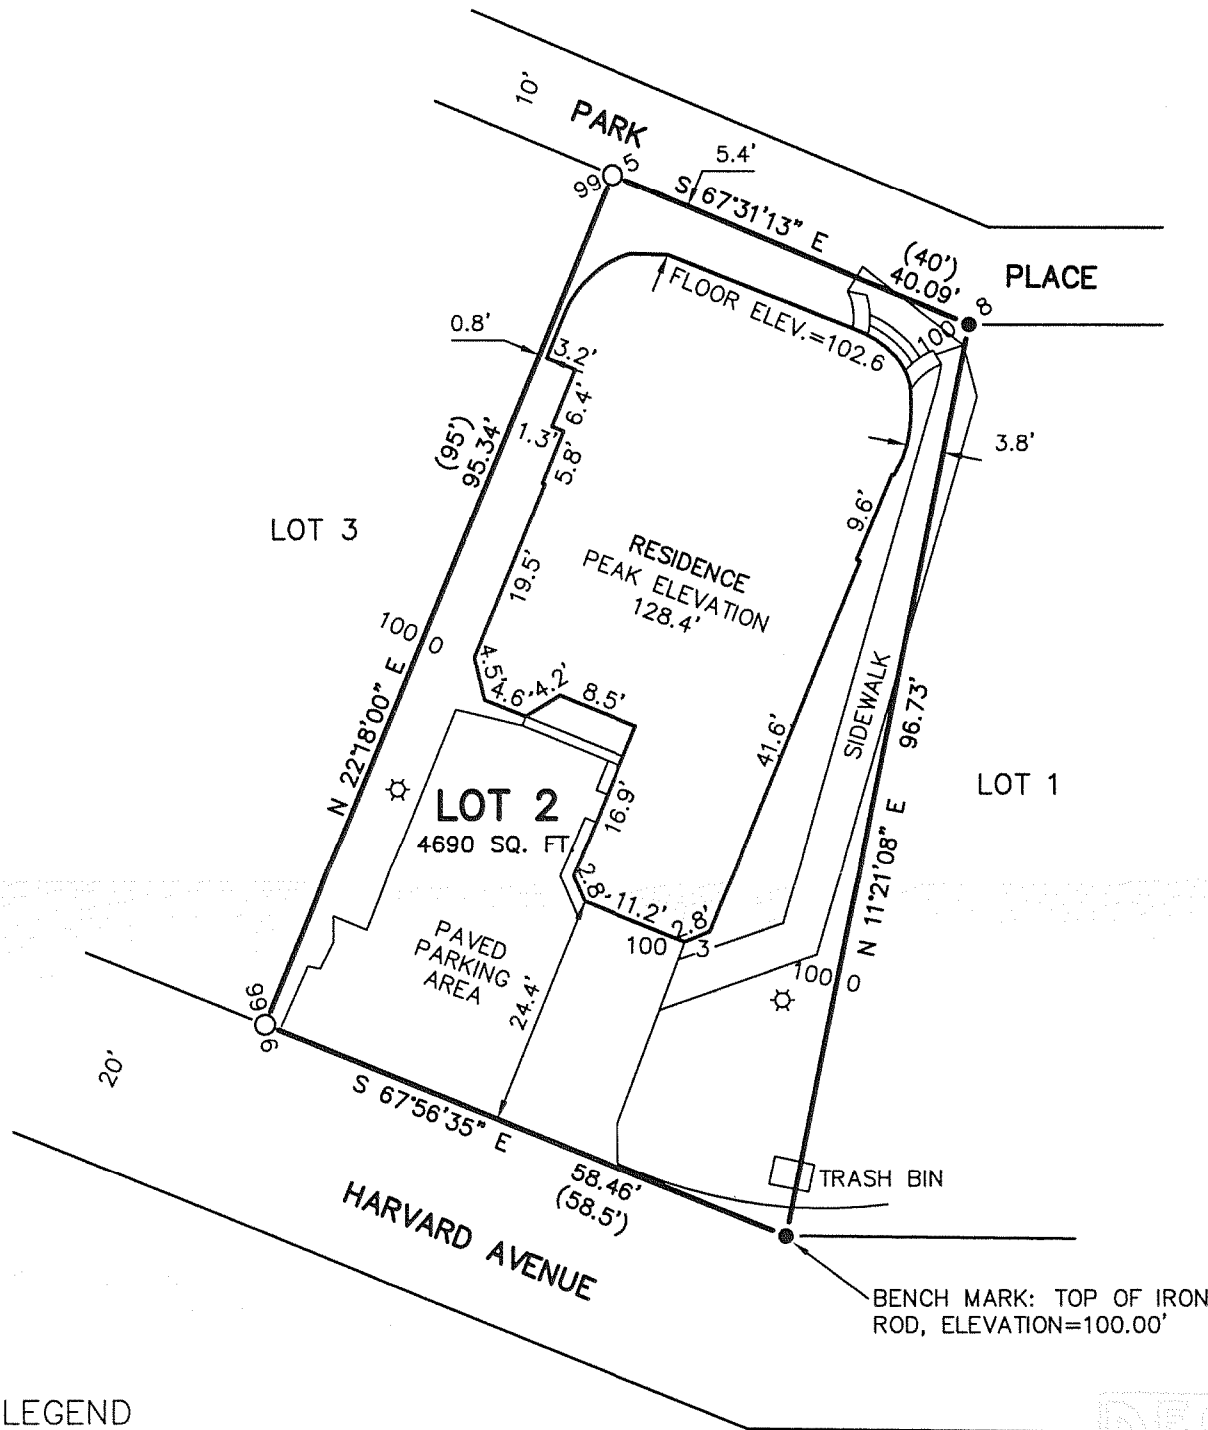 10'
PARK
5.4'
99 5
S 67°31'13" E
(40')
40.09'
PLACE
100 8
FLOOR ELEV.=102.6
0.8'
3.2'
6.4'
1.3'
5.8'
(95')
95.34'
3.8'
9.6'
LOT 3
RESIDENCE
PEAK ELEVATION
128.4'
19.5'
100 0
4.5'
4.6'
4.2'
8.5'
SIDEWALK
41.6'
96.73'
N 22°18'00" E
LOT 1
LOT 2
4690 SQ. FT.
16.9'
N 11°21'08" E
2.8'
11.2'
2.8'
100 3
PAVED
PARKING
AREA
24.4'
100 0
99 6
20'
S 67°56'35" E
58.46'
(58.5')
TRASH BIN
HARVARD AVENUE
BENCH MARK: TOP OF IRON
ROD, ELEVATION=100.00'
LEGEND